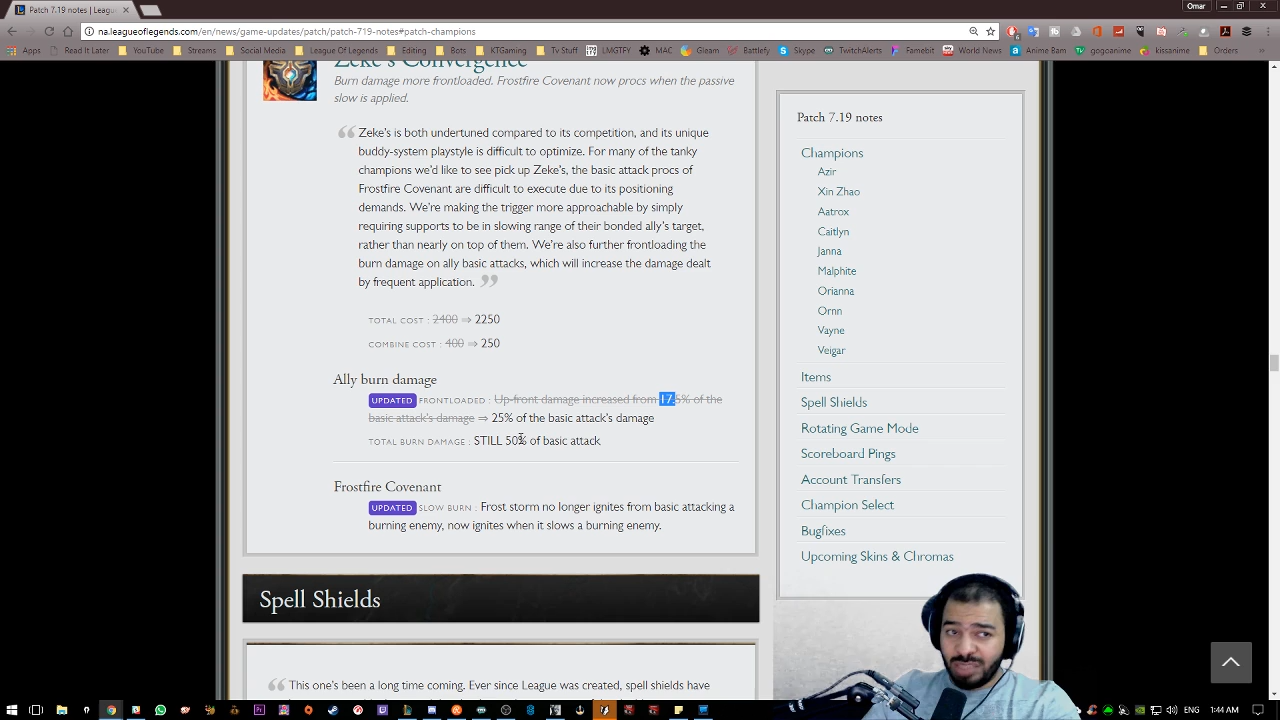 Patch 7.19 notes | Leagu
Omar
na.leagueoflegends.com/en/news/game-updates/patch/patch-719-notes#patch-champions
Apps Read It Later YouTube Streams Social Media League Of Legends Editing Bots KTGaming Tv Stuff LMGTFY MAC Gleam Battlefy Skype TwitchAlerts Famebit World News Anime Bam gogoanime kissanime Orders
Zeke's Convergence
Burn damage more frontloaded. Frostfire Covenant now procs when the passive
slow is applied.
Zeke's is both undertuned compared to its competition, and its unique
buddy-system playstyle is difficult to optimize. For many of the tanky
champions we'd like to see pick up Zeke's, the basic attack procs of
Frostfire Covenant are difficult to execute due to its positioning
demands. We're making the trigger more approachable by simply
requiring supports to be in slowing range of their bonded ally's target,
rather than nearly on top of them. We're also further frontloading the
burn damage on ally basic attacks, which will increase the damage dealt
by frequent application.
TOTAL COST : 2400 ⇒ 2250
COMBINE COST : 400 ⇒ 250
Ally burn damage
UPDATED FRONTLOADED : Up-front damage increased from 17.5% of the
basic attack's damage ⇒ 25% of the basic attack's damage
TOTAL BURN DAMAGE : STILL 50% of basic attack
Frostfire Covenant
UPDATED SLOW BURN : Frost storm no longer ignites from basic attacking a
burning enemy, now ignites when it slows a burning enemy.
Spell Shields
This one's been a long time coming. Ever since League was created, spell shields have
Patch 7.19 notes
Champions
Azir
Xin Zhao
Aatrox
Caitlyn
Janna
Malphite
Orianna
Ornn
Vayne
Veigar
Items
Spell Shields
Rotating Game Mode
Scoreboard Pings
Account Transfers
Champion Select
Bugfixes
Upcoming Skins & Chromas
ENG 1:44 AM